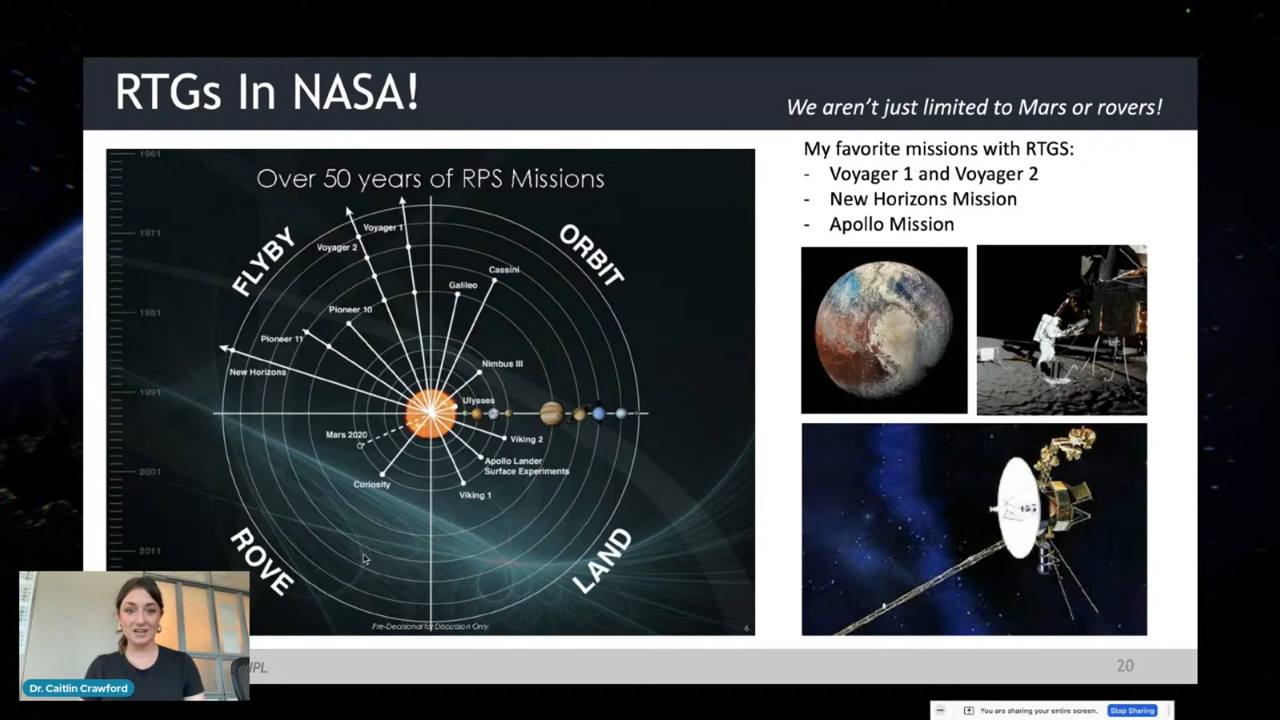 RTGs In NASA!
We aren't just limited to Mars or rovers!
1961
1971
1981
1991
2001
2011
Over 50 years of RPS Missions
FLYBY
ORBIT
Voyager 1
Voyager 2
Cassini
Galileo
Pioneer 10
Pioneer 11
New Horizons
Nimbus III
Ulysses
Mars 2020
Viking 2
Apollo Lander
Surface Experiments
Curiosity
Viking 1
ROVE
LAND
Pre-Decisional for Discussion Only
6
My favorite missions with RTGS:
- Voyager 1 and Voyager 2
- New Horizons Mission
- Apollo Mission
20
Dr. Caitlin Crawford
You are sharing your entire screen.
Stop Sharing